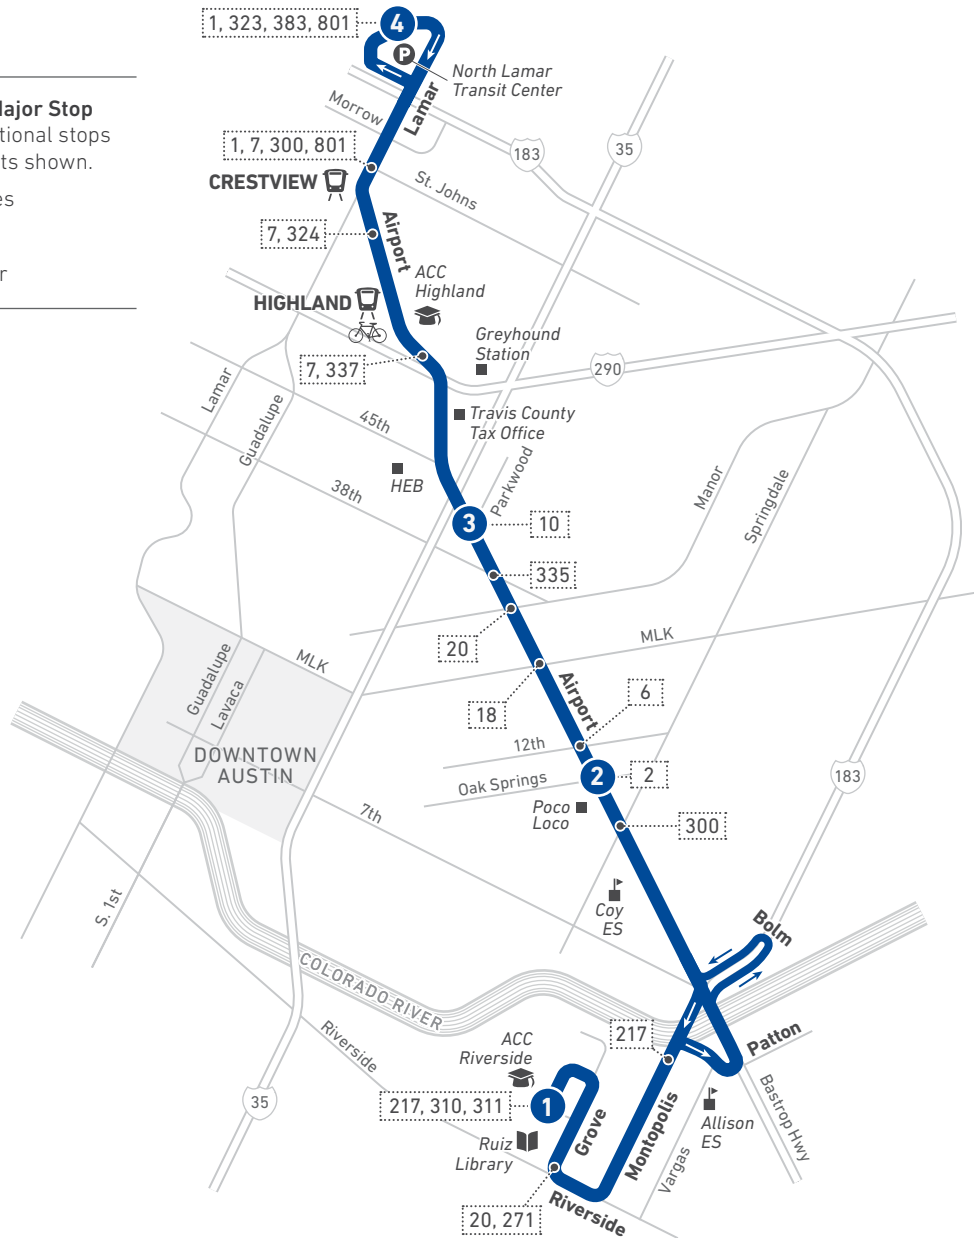 1, 323, 383, 801
4
P
North Lamar
Transit Center
Major Stop
tional stops
ts shown.
es
r
Lamar
Morrow
183
35
1, 7, 300, 801
CRESTVIEW
St. Johns
7, 324
Airport
ACC
Highland
HIGHLAND
Greyhound
Station
7, 337
290
Lamar
Guadalupe
45th
Travis County
Tax Office
HEB
38th
Parkwood
Manor
Springdale
3
10
335
20
MLK
MLK
Guadalupe
Lavaca
18
Airport
6
DOWNTOWN
AUSTIN
12th
2
2
Oak Springs
183
Poco
Loco
7th
300
S. 1st
Coy
ES
Bolm
COLORADO RIVER
217
Patton
Riverside
ACC
Riverside
35
217, 310, 311
1
Grove
Montopolis
Allison
ES
Bastrop Hwy
Ruiz
Library
Vargas
20, 271
Riverside